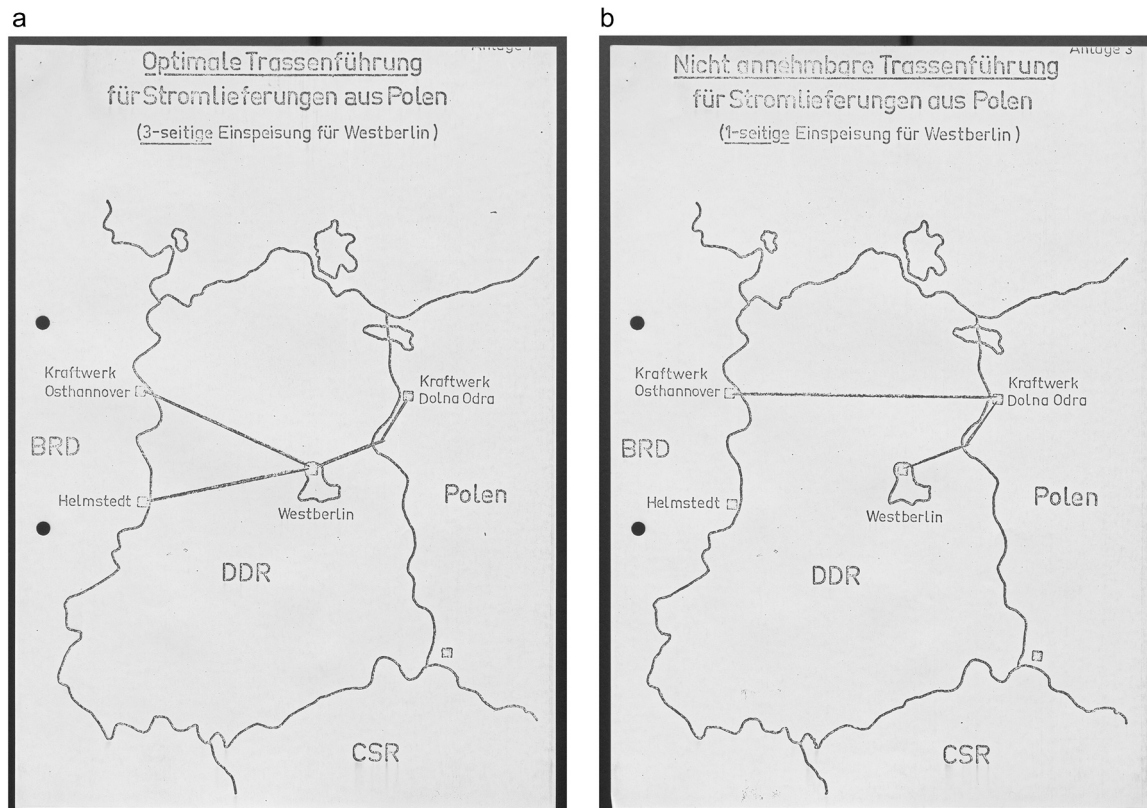 a
Anlage 1
Optimale Trassenführung
für Stromlieferungen aus Polen
(3-seitige Einspeisung für Westberlin)
Kraftwerk
Osthannover
Kraftwerk
Dolna Odra
BRD
Helmstedt
Westberlin
Polen
DDR
CSR
b
Anlage 3
Nicht annehmbare Trassenführung
für Stromlieferungen aus Polen
(1-seitige Einspeisung für Westberlin)
Kraftwerk
Osthannover
Kraftwerk
Dolna Odra
BRD
Helmstedt
Westberlin
Polen
DDR
CSR